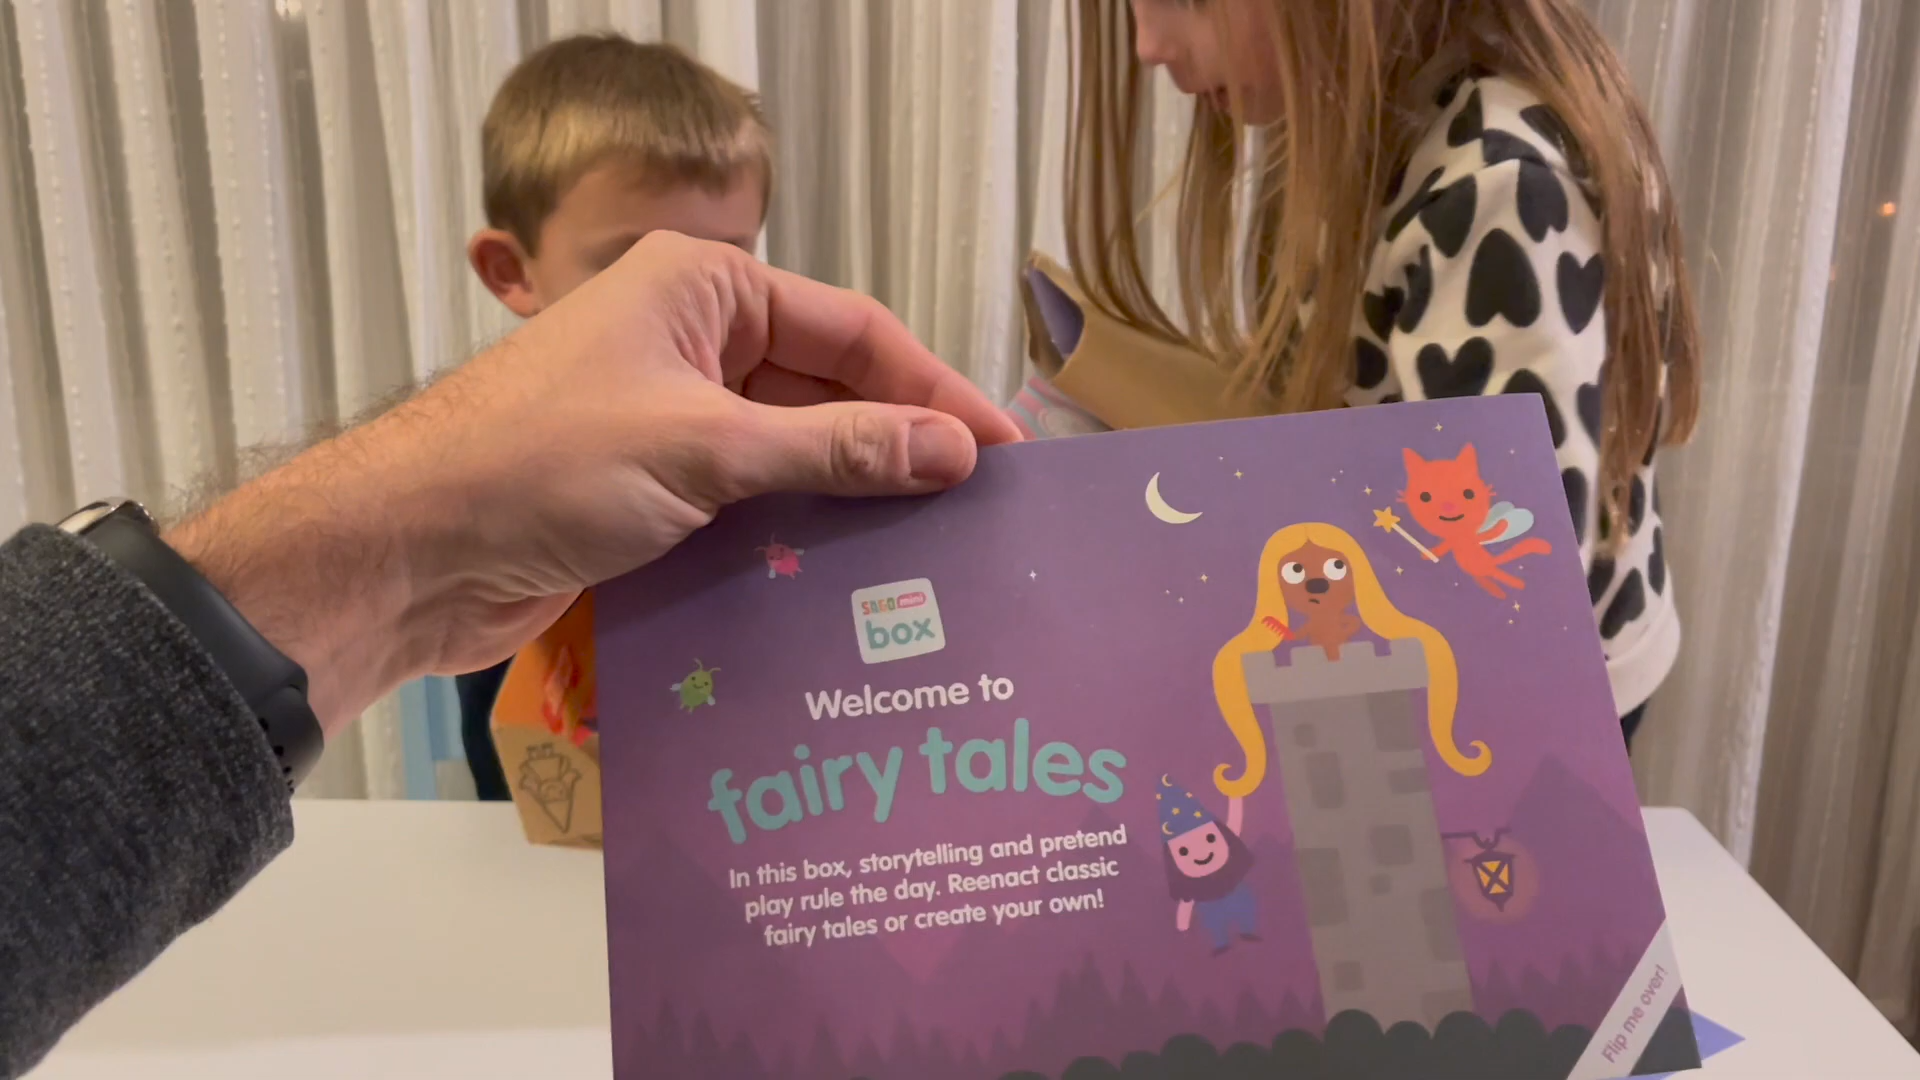 SAGO mini
box
Welcome to
fairy tales
In this box, storytelling and pretend
play rule the day. Reenact classic
fairy tales or create your own!
Flip me over!